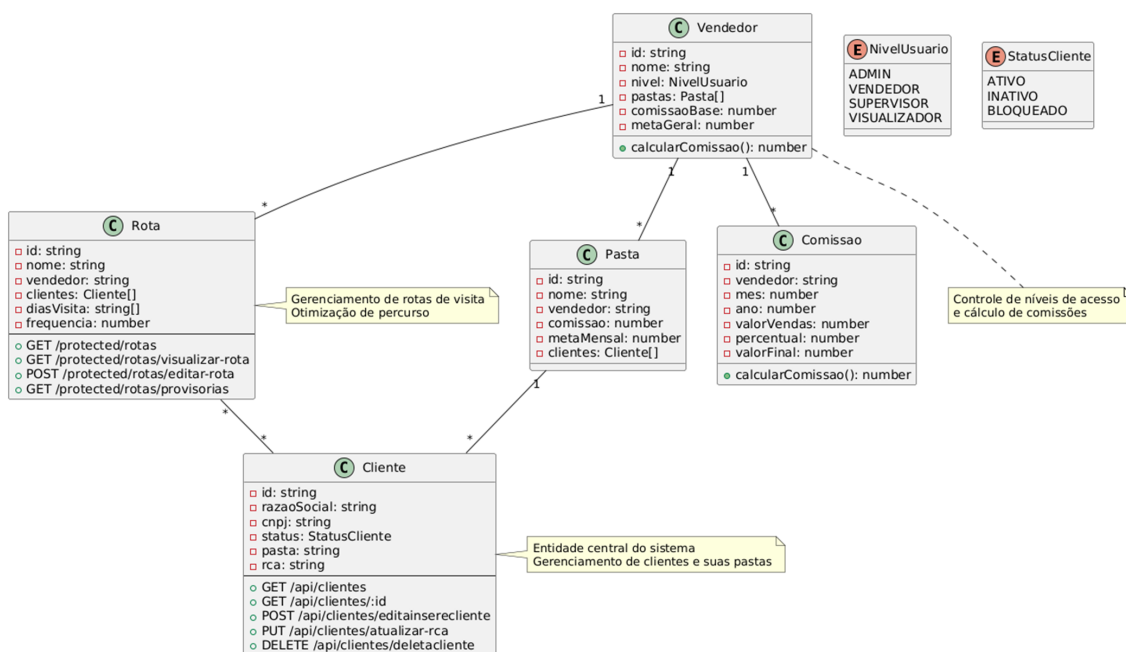 C Vendedor
id: string
nome: string
nivel: NivelUsuario
pastas: Pasta[]
comissaoBase: number
metaGeral: number
calcularComissao(): number
E NivelUsuario
ADMIN
VENDEDOR
SUPERVISOR
VISUALIZADOR
E StatusCliente
ATIVO
INATIVO
BLOQUEADO
1
*
1
*
1
*
C Rota
id: string
nome: string
vendedor: string
clientes: Cliente[]
diasVisita: string[]
frequencia: number
GET /protected/rotas
GET /protected/rotas/visualizar-rota
POST /protected/rotas/editar-rota
GET /protected/rotas/provisorias
Gerenciamento de rotas de visita
Otimização de percurso
C Pasta
id: string
nome: string
vendedor: string
comissao: number
metaMensal: number
clientes: Cliente[]
C Comissao
id: string
vendedor: string
mes: number
ano: number
valorVendas: number
percentual: number
valorFinal: number
calcularComissao(): number
Controle de níveis de acesso
e cálculo de comissões
*
*
1
*
C Cliente
id: string
razaoSocial: string
cnpj: string
status: StatusCliente
pasta: string
rca: string
GET /api/clientes
GET /api/clientes/:id
POST /api/clientes/editainserecliente
PUT /api/clientes/atualizar-rca
DELETE /api/clientes/deletacliente
Entidade central do sistema
Gerenciamento de clientes e suas pastas